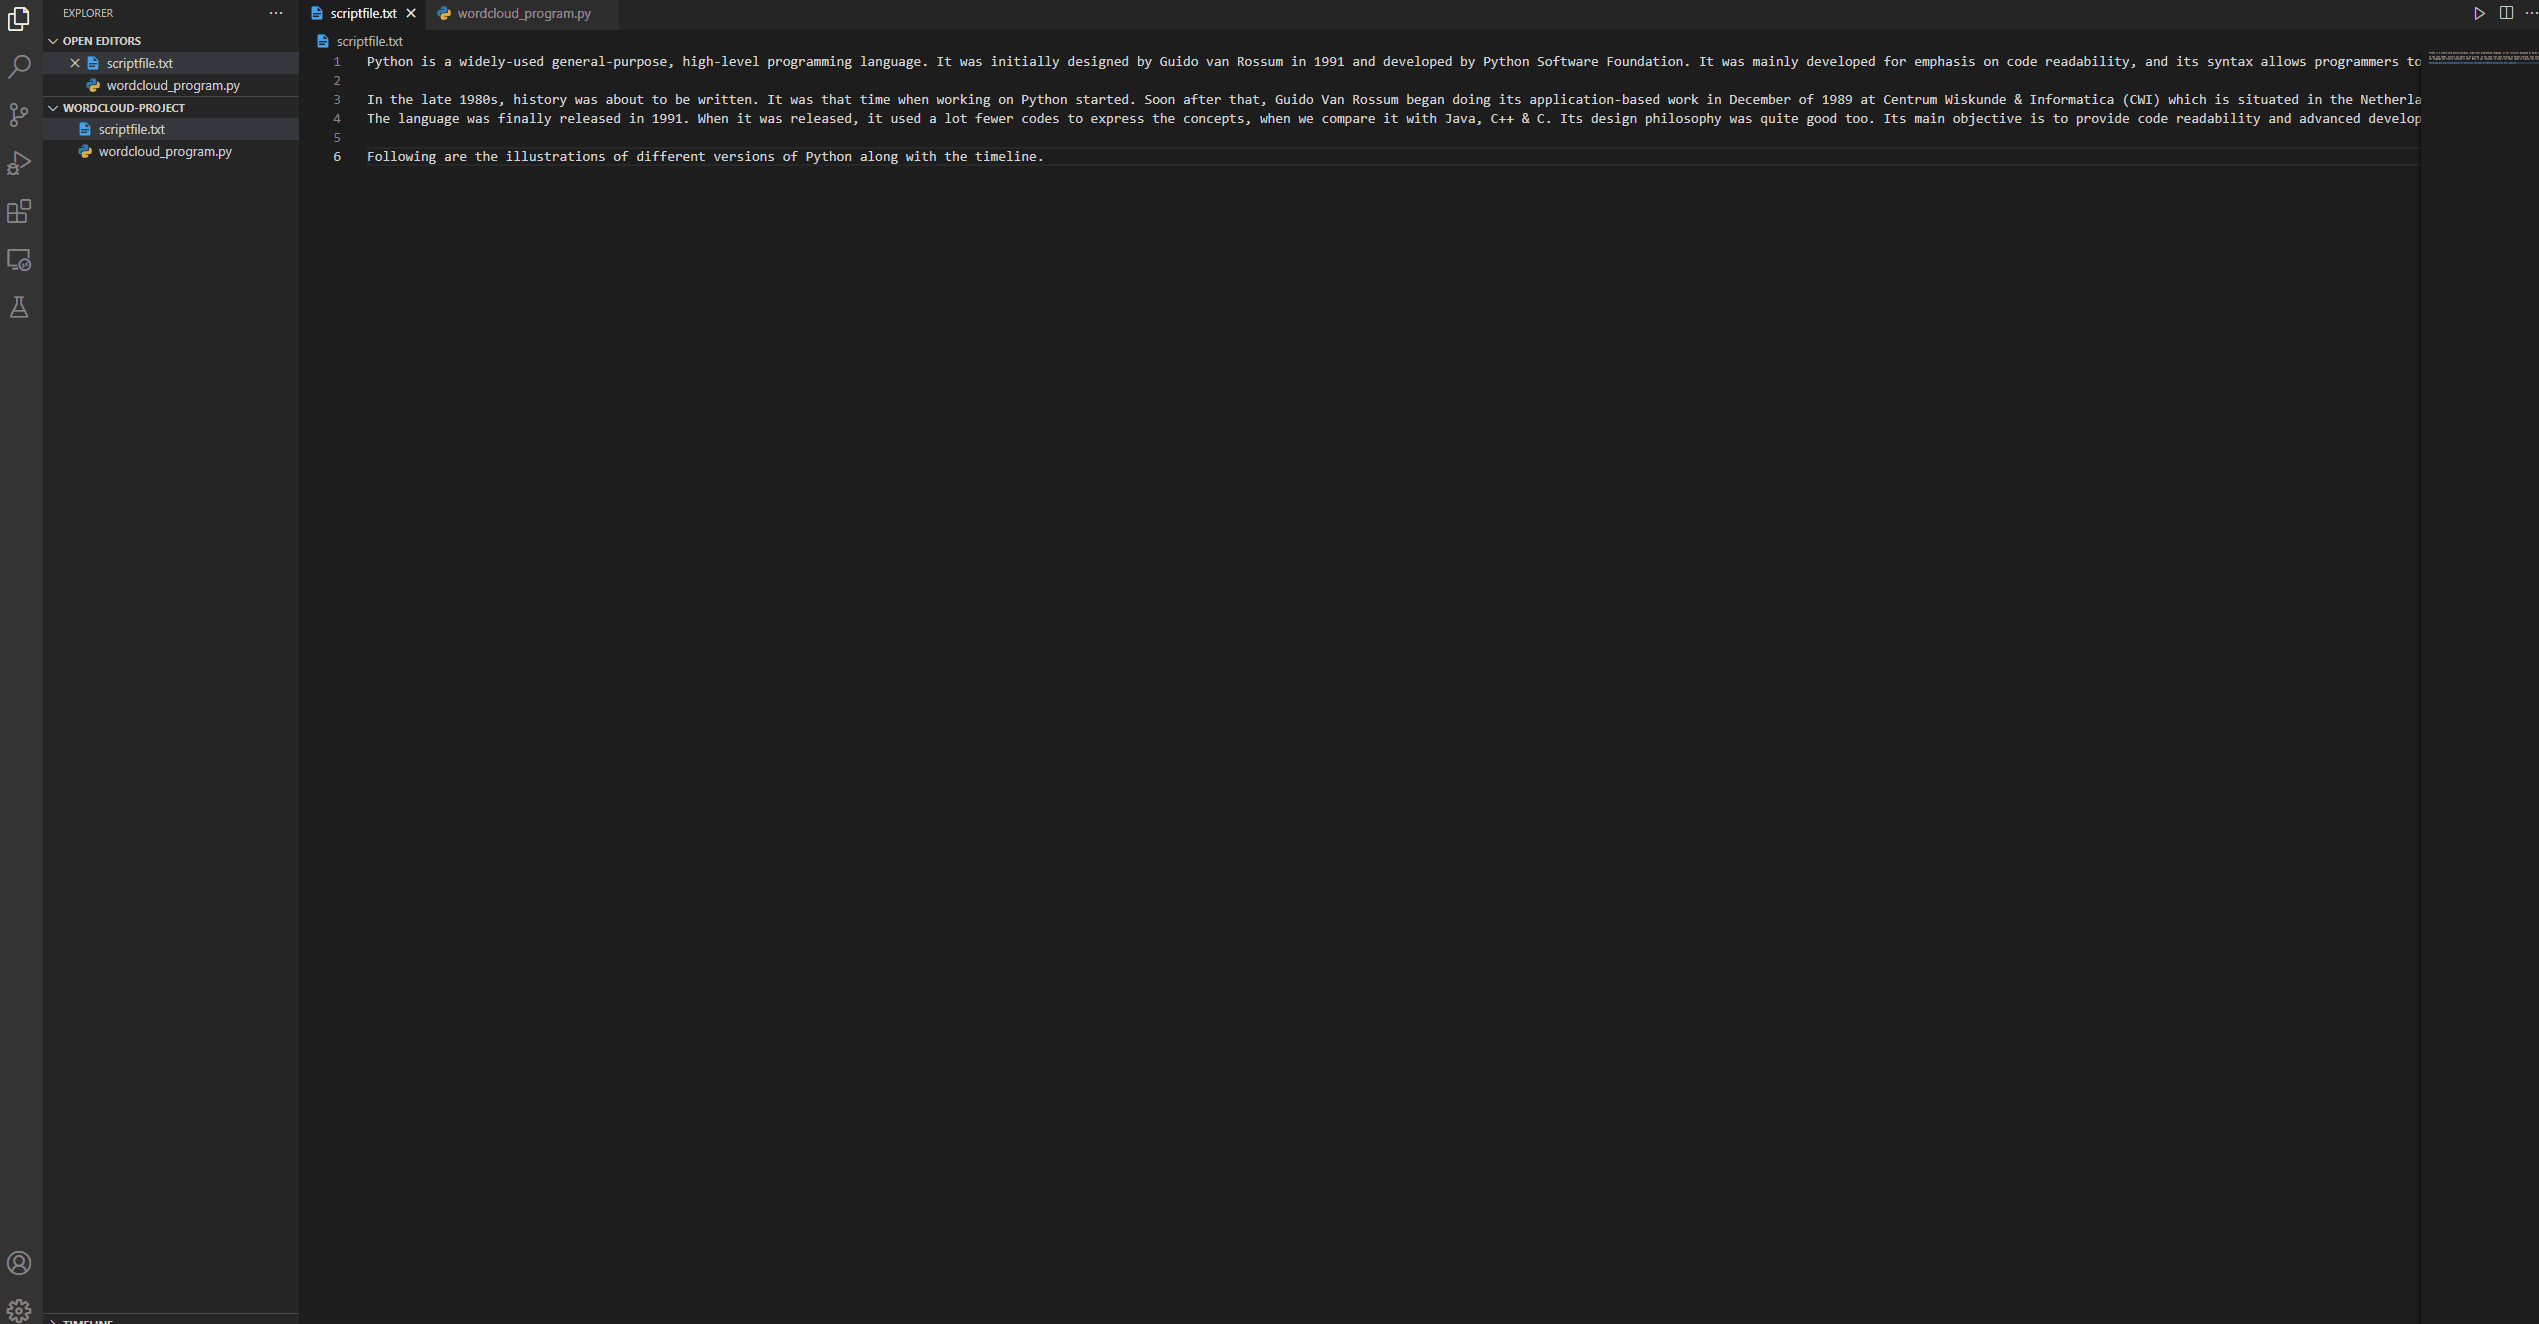 EXPLORER
OPEN EDITORS
scriptfile.txt
wordcloud_program.py
WORDCLOUD-PROJECT
scriptfile.txt
wordcloud_program.py
TIMELINE
scriptfile.txt
wordcloud_program.py
scriptfile.txt
1 Python is a widely-used general-purpose, high-level programming language. It was initially designed by Guido van Rossum in 1991 and developed by Python Software Foundation. It was mainly developed for emphasis on code readability, and its syntax allows programmers to
2
3 In the late 1980s, history was about to be written. It was that time when working on Python started. Soon after that, Guido Van Rossum began doing its application-based work in December of 1989 at Centrum Wiskunde & Informatica (CWI) which is situated in the Netherla
4 The language was finally released in 1991. When it was released, it used a lot fewer codes to express the concepts, when we compare it with Java, C++ & C. Its design philosophy was quite good too. Its main objective is to provide code readability and advanced develop
5
6 Following are the illustrations of different versions of Python along with the timeline.